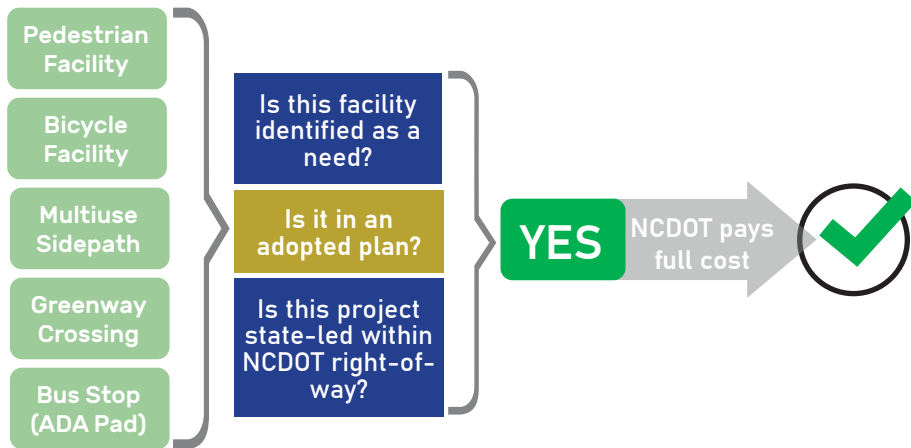 Pedestrian
Facility
Bicycle
Facility
Multiuse
Sidepath
Greenway
Crossing
Bus Stop
(ADA Pad)
Is this facility
identified as a
need?
Is it in an
adopted plan?
Is this project
state-led within
NCDOT right-of-
way?
YES
NCDOT pays
full cost